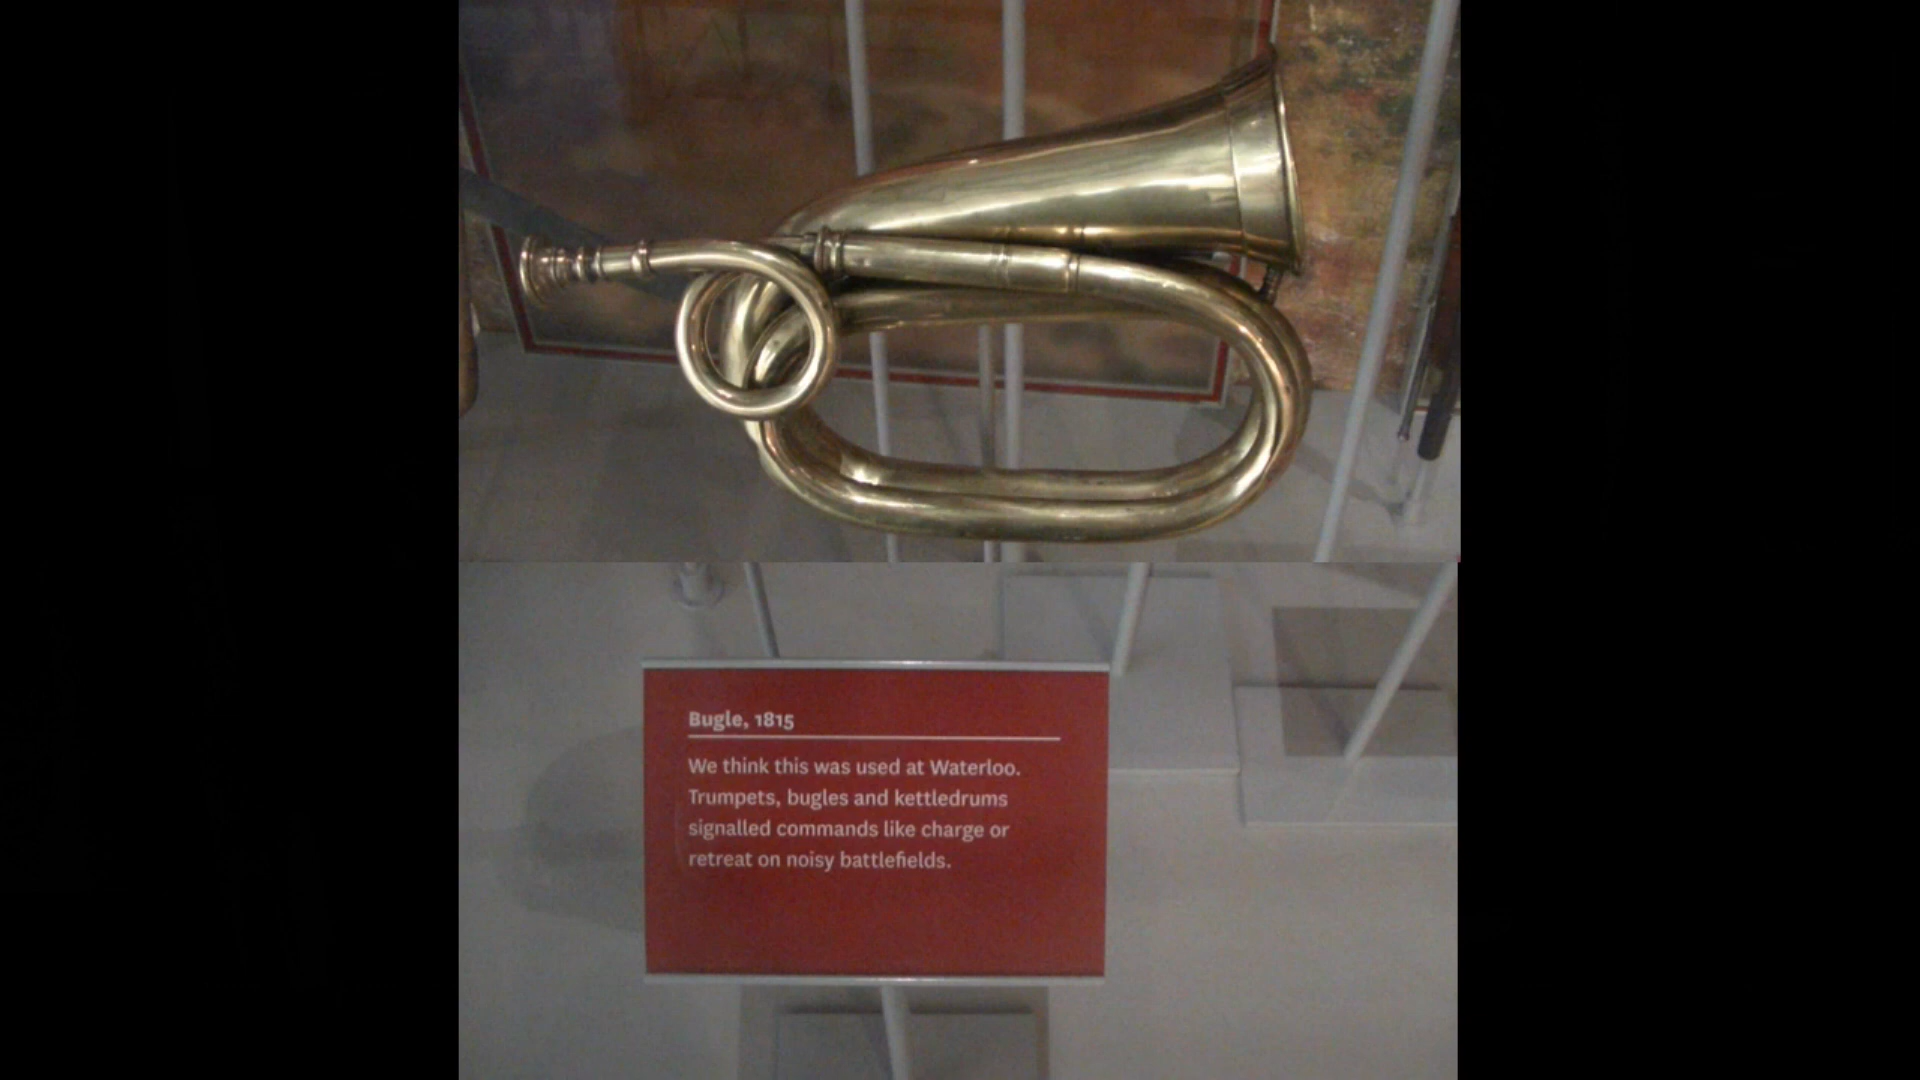 Bugle, 1815
We think this was used at Waterloo.
Trumpets, bugles and kettledrums
signalled commands like charge or
retreat on noisy battlefields.